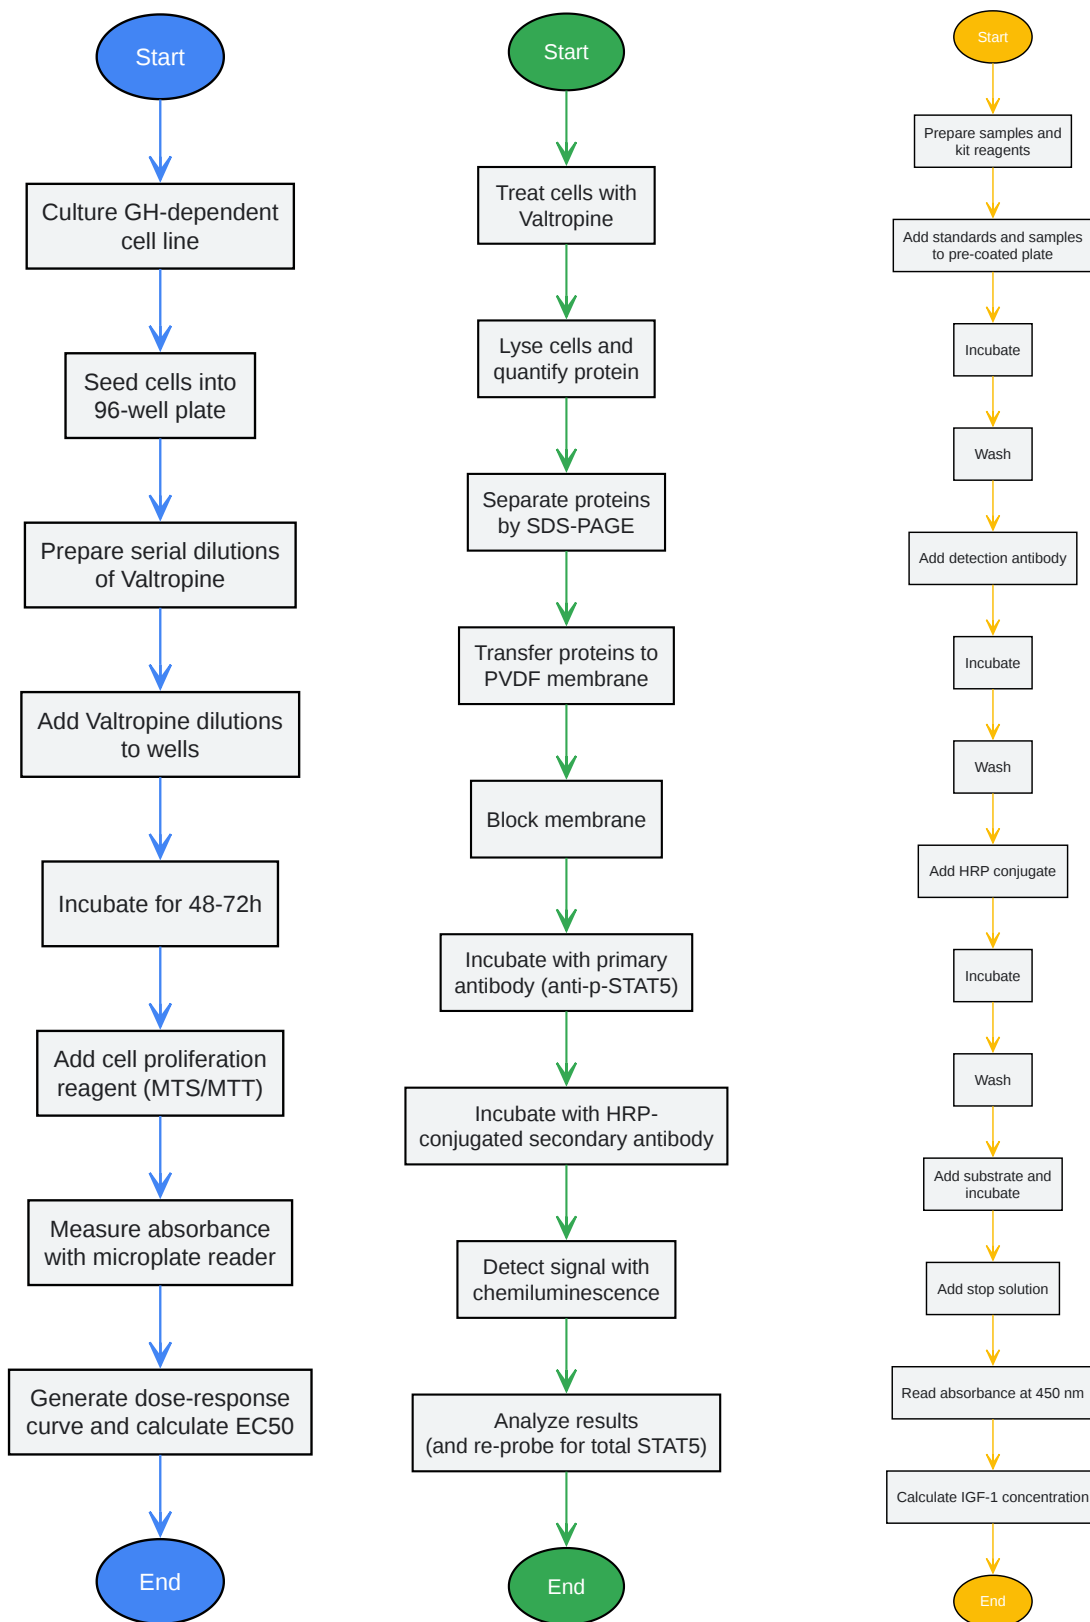 Start
Culture GH-dependent
cell line
Seed cells into
96-well plate
Prepare serial dilutions
of Valtropine
Add Valtropine dilutions
to wells
Incubate for 48-72h
Add cell proliferation
reagent (MTS/MTT)
Measure absorbance
with microplate reader
Generate dose-response
curve and calculate EC50
End
Start
Treat cells with
Valtropine
Lyse cells and
quantify protein
Separate proteins
by SDS-PAGE
Transfer proteins to
PVDF membrane
Block membrane
Incubate with primary
antibody (anti-p-STAT5)
Incubate with HRP-
conjugated secondary antibody
Detect signal with
chemiluminescence
Analyze results
(and re-probe for total STAT5)
End
Start
Prepare samples and
kit reagents
Add standards and samples
to pre-coated plate
Incubate
Wash
Add detection antibody
Incubate
Wash
Add HRP conjugate
Incubate
Wash
Add substrate and
incubate
Add stop solution
Read absorbance at 450 nm
Calculate IGF-1 concentration
End